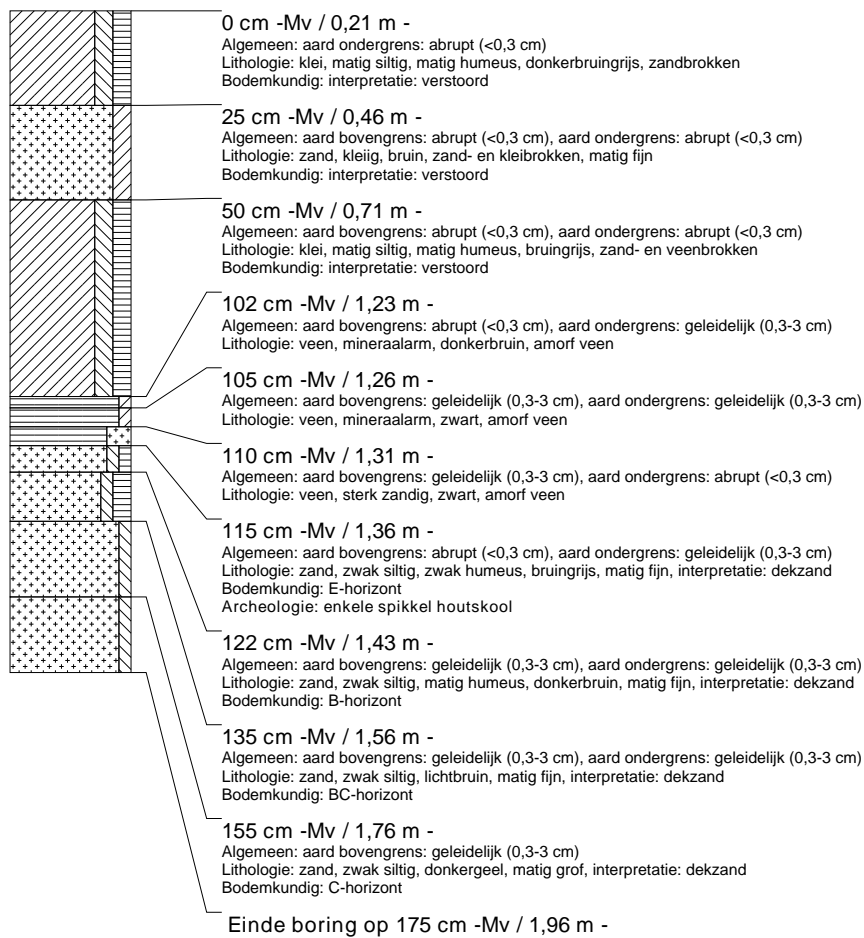 0 cm -Mv / 0,21 m -
Algemeen: aard ondergrens: abrupt (<0,3 cm)
Lithologie: klei, matig siltig, matig humeus, donkerbruingrijs, zandbrokken
Bodemkundig: interpretatie: verstoord
25 cm -Mv / 0,46 m -
Algemeen: aard bovengrens: abrupt (<0,3 cm), aard ondergrens: abrupt (<0,3 cm)
Lithologie: zand, kleiig, bruin, zand- en kleibrokken, matig fijn
Bodemkundig: interpretatie: verstoord
50 cm -Mv / 0,71 m -
Algemeen: aard bovengrens: abrupt (<0,3 cm), aard ondergrens: abrupt (<0,3 cm)
Lithologie: klei, matig siltig, matig humeus, bruingrijs, zand- en veenbrokken
Bodemkundig: interpretatie: verstoord
102 cm -Mv / 1,23 m -
Algemeen: aard bovengrens: abrupt (<0,3 cm), aard ondergrens: geleidelijk (0,3-3 cm)
Lithologie: veen, mineraalarm, donkerbruin, amorf veen
105 cm -Mv / 1,26 m -
Algemeen: aard bovengrens: geleidelijk (0,3-3 cm), aard ondergrens: geleidelijk (0,3-3 cm)
Lithologie: veen, mineraalarm, zwart, amorf veen
110 cm -Mv / 1,31 m -
Algemeen: aard bovengrens: geleidelijk (0,3-3 cm), aard ondergrens: abrupt (<0,3 cm)
Lithologie: veen, sterk zandig, zwart, amorf veen
115 cm -Mv / 1,36 m -
Algemeen: aard bovengrens: abrupt (<0,3 cm), aard ondergrens: geleidelijk (0,3-3 cm)
Lithologie: zand, zwak siltig, zwak humeus, bruingrijs, matig fijn, interpretatie: dekzand
Bodemkundig: E-horizont
Archeologie: enkele spikkel houtskool
122 cm -Mv / 1,43 m -
Algemeen: aard bovengrens: geleidelijk (0,3-3 cm), aard ondergrens: geleidelijk (0,3-3 cm)
Lithologie: zand, zwak siltig, matig humeus, donkerbruin, matig fijn, interpretatie: dekzand
Bodemkundig: B-horizont
135 cm -Mv / 1,56 m -
Algemeen: aard bovengrens: geleidelijk (0,3-3 cm), aard ondergrens: geleidelijk (0,3-3 cm)
Lithologie: zand, zwak siltig, lichtbruin, matig fijn, interpretatie: dekzand
Bodemkundig: BC-horizont
155 cm -Mv / 1,76 m -
Algemeen: aard bovengrens: geleidelijk (0,3-3 cm)
Lithologie: zand, zwak siltig, donkergeel, matig grof, interpretatie: dekzand
Bodemkundig: C-horizont
Einde boring op 175 cm -Mv / 1,96 m -